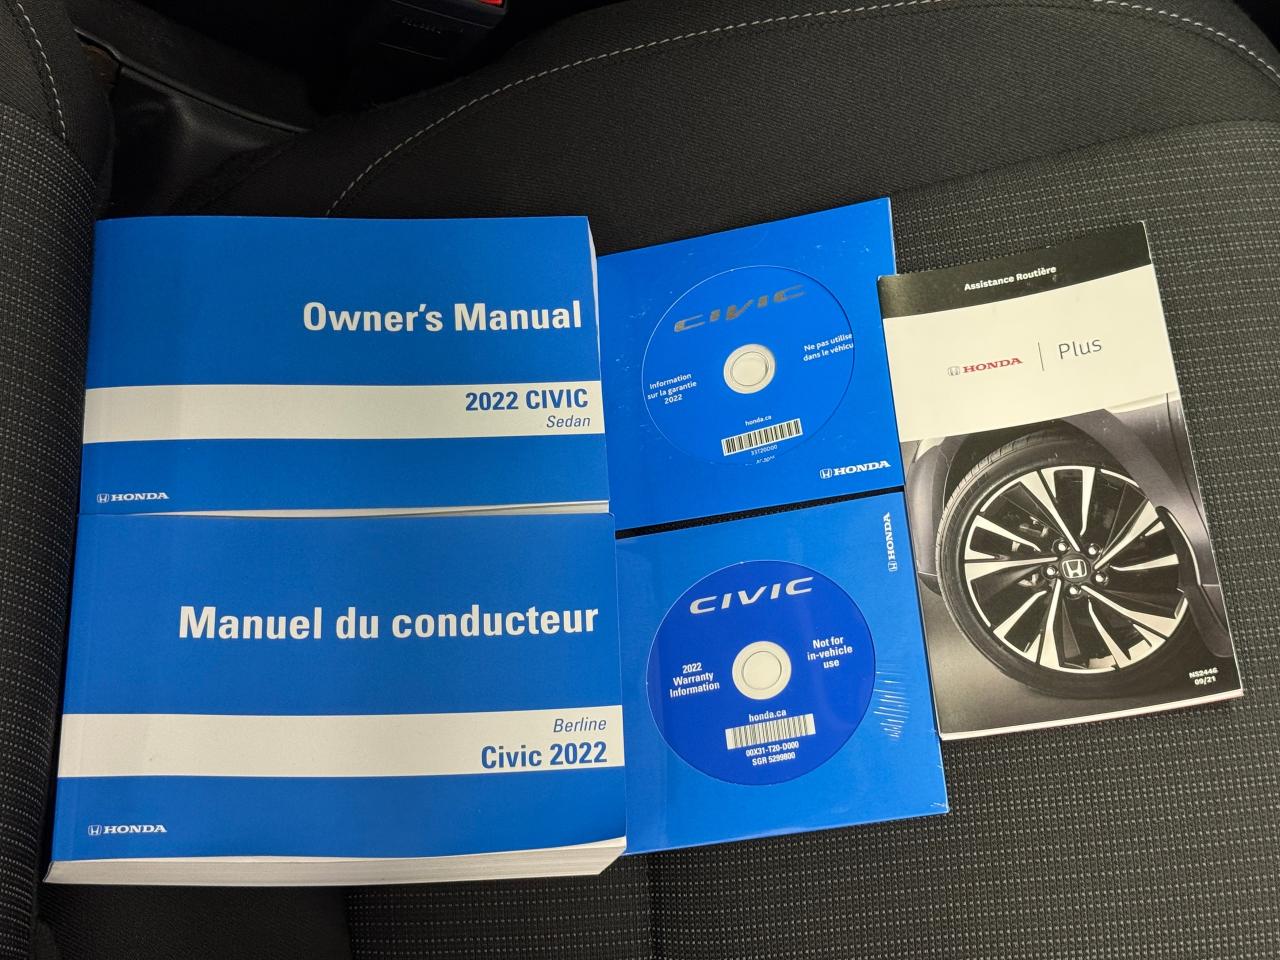 Owner's Manual
2022 CIVIC
Sedan
HONDA
Manuel du conducteur
Berline
Civic 2022
HONDA
CIVIC
Information
sur la garantie
2022
Ne pas utilise
dans le véhicu
honda.ca
HONDA
HONDA
CIVIC
2022
Warranty
Information
Not for
in-vehicle
use
honda.ca
00X31-T20-D000
SGR 5299800
Assistance Routière
HONDA | Plus
NS2446
09/21